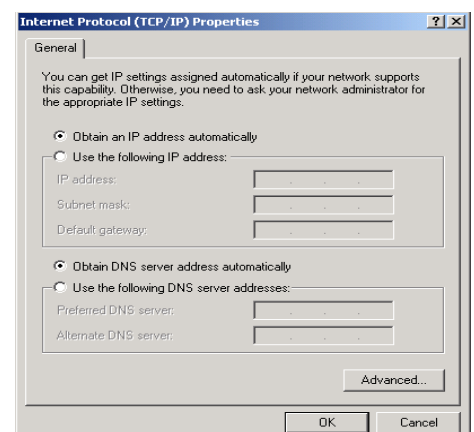 Internet Protocol (TCP/IP) Properties
General
You can get IP settings assigned automatically if your network supports
this capability. Otherwise, you need to ask your network administrator for
the appropriate IP settings.
Obtain an IP address automatically
Use the following IP address:
IP address:
Subnet mask:
Default gateway:
Obtain DNS server address automatically
Use the following DNS server addresses:
Preferred DNS server:
Alternate DNS server:
Advanced...
OK Cancel